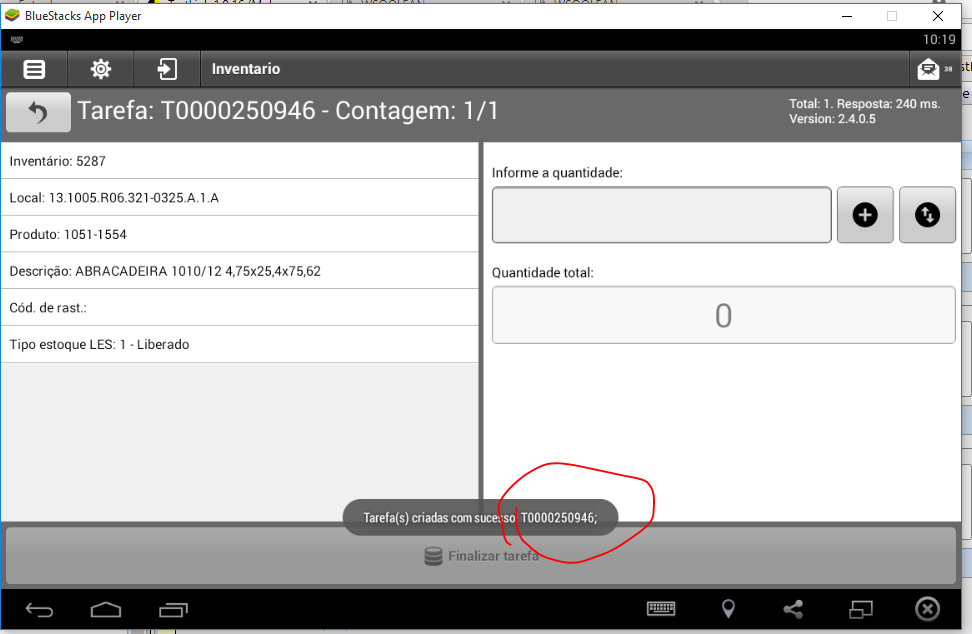 BlueStacks App Player
10:19
Inventario
38
Tarefa: T0000250946 - Contagem: 1/1
Total: 1. Resposta: 240 ms.
Version: 2.4.0.5
Inventário: 5287
Local: 13.1005.R06.321-0325.A.1.A
Produto: 1051-1554
Descrição: ABRACADEIRA 1010/12 4,75x25,4x75,62
Cód. de rast.:
Tipo estoque LES: 1 - Liberado
Informe a quantidade:
Quantidade total:
0
Tarefa(s) criadas com sucesso T0000250946;
Finalizar tarefa